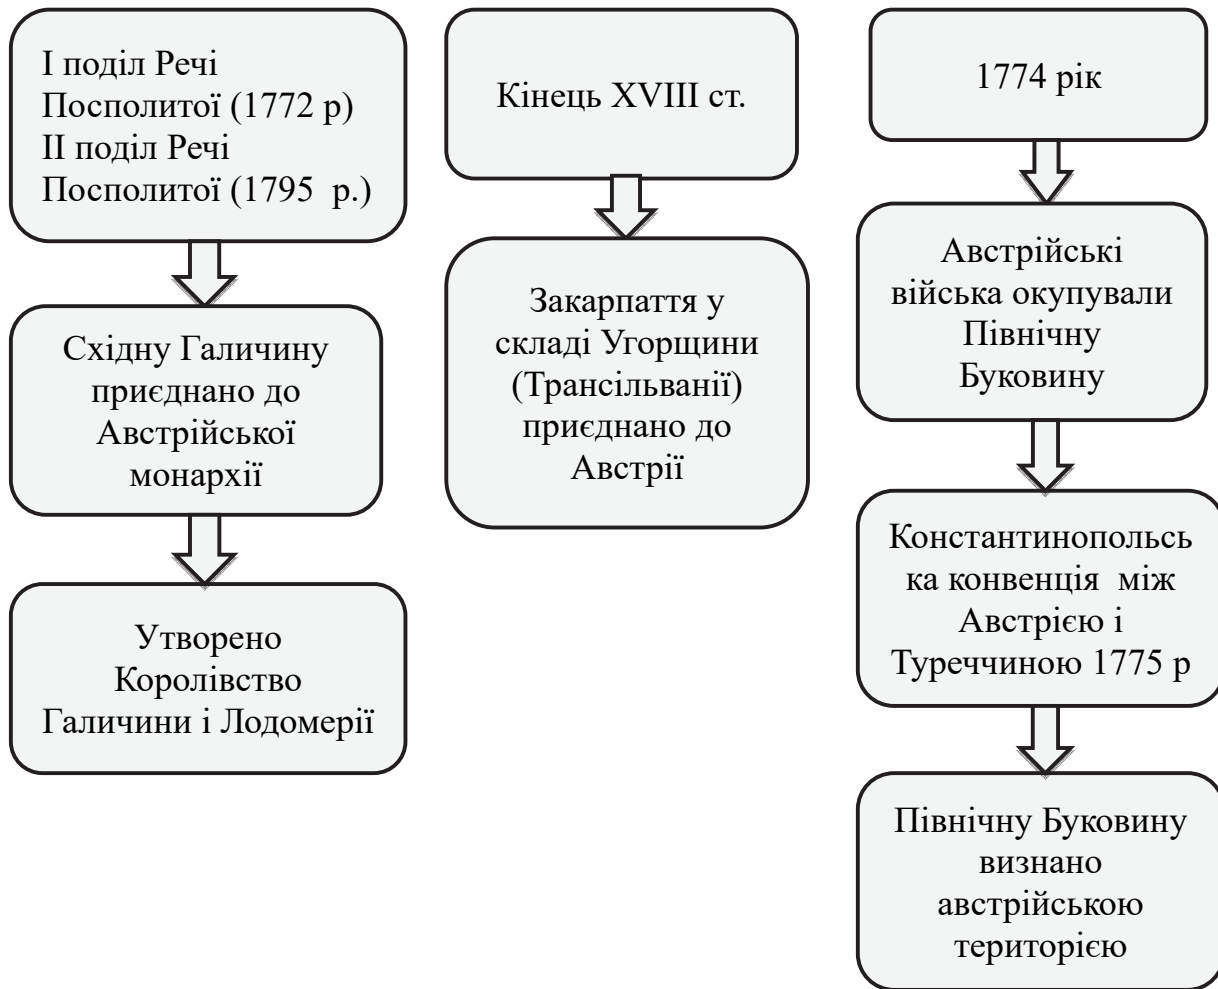 І поділ Речі
Посполитої (1772 р)
ІІ поділ Речі
Посполитої (1795 р.)
Східну Галичину
приєднано до
Австрійської
монархії
Утворено
Королівство
Галичини і Лодомерії
Кінець XVIII ст.
Закарпаття у
складі Угорщини
(Трансільванії)
приєднано до
Австрії
1774 рік
Австрійські
війська окупували
Північну
Буковину
Константинопольсь
ка конвенція між
Австрією і
Туреччиною 1775 р
Північну Буковину
визнано
австрійською
територією